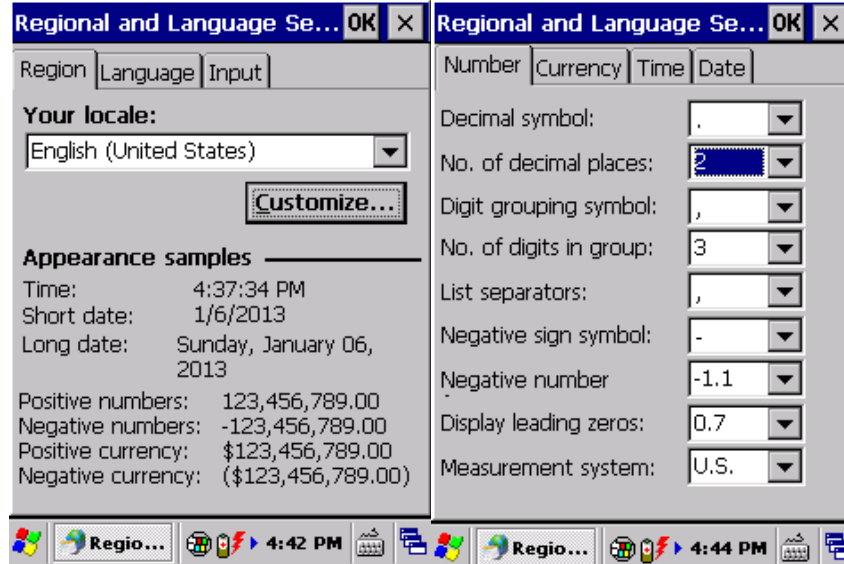 Regional and Language Se... OK ×
Region Language Input
Your locale:
English (United States)
Customize...
Appearance samples
Time: 4:37:34 PM
Short date: 1/6/2013
Long date: Sunday, January 06,
2013
Positive numbers: 123,456,789.00
Negative numbers: -123,456,789.00
Positive currency: $123,456,789.00
Negative currency: ($123,456,789.00)
Regio... 4:42 PM
Regional and Language Se... OK ×
Number Currency Time Date
Decimal symbol: .
No. of decimal places: 2
Digit grouping symbol: ,
No. of digits in group: 3
List separators: ,
Negative sign symbol: -
Negative number -1.1
Display leading zeros: 0.7
Measurement system: U.S.
Regio... 4:44 PM